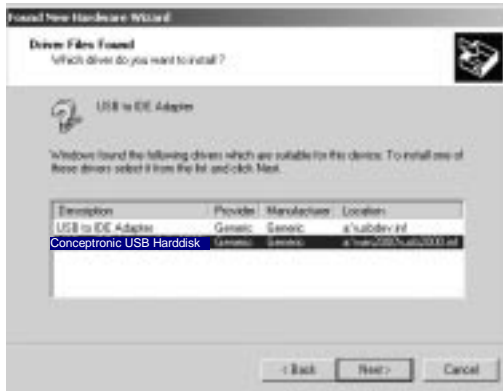 Found New Hardware Wizard
Driver Files Found
Which driver do you want to install?
USB to IDE Adapter
Windows found the following drivers which are suitable for this device. To install one of
these drivers select it from the list and click Next.
Description Provider Manufacturer Location
USB to IDE Adapter Generic Generic a:\usbdev.inf
Conceptronic USB Harddisk Generic Generic
< Back Next > Cancel